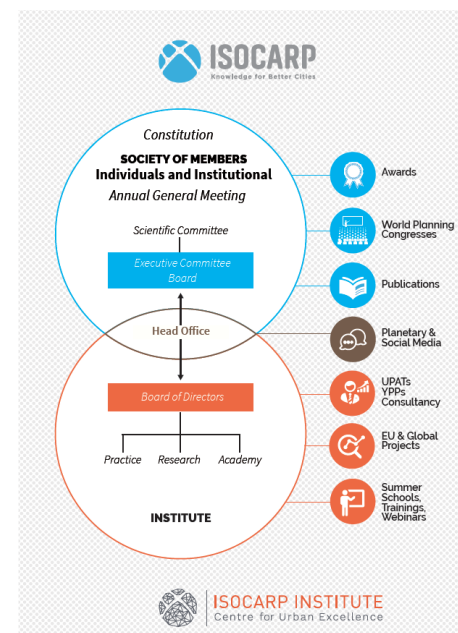 ISOCARP
Knowledge for Better Cities
Constitution
SOCIETY OF MEMBERS
Individuals and Institutional
Annual General Meeting
Scientific Committee
Executive Committee
Board
Head Office
Board of Directors
Practice
Research
Academy
INSTITUTE
Awards
World Planning
Congresses
Publications
Planetary &
Social Media
UPATs
YPPs
Consultancy
EU & Global
Projects
Summer
Schools,
Trainings,
Webinars
ISOCARP INSTITUTE
Centre for Urban Excellence